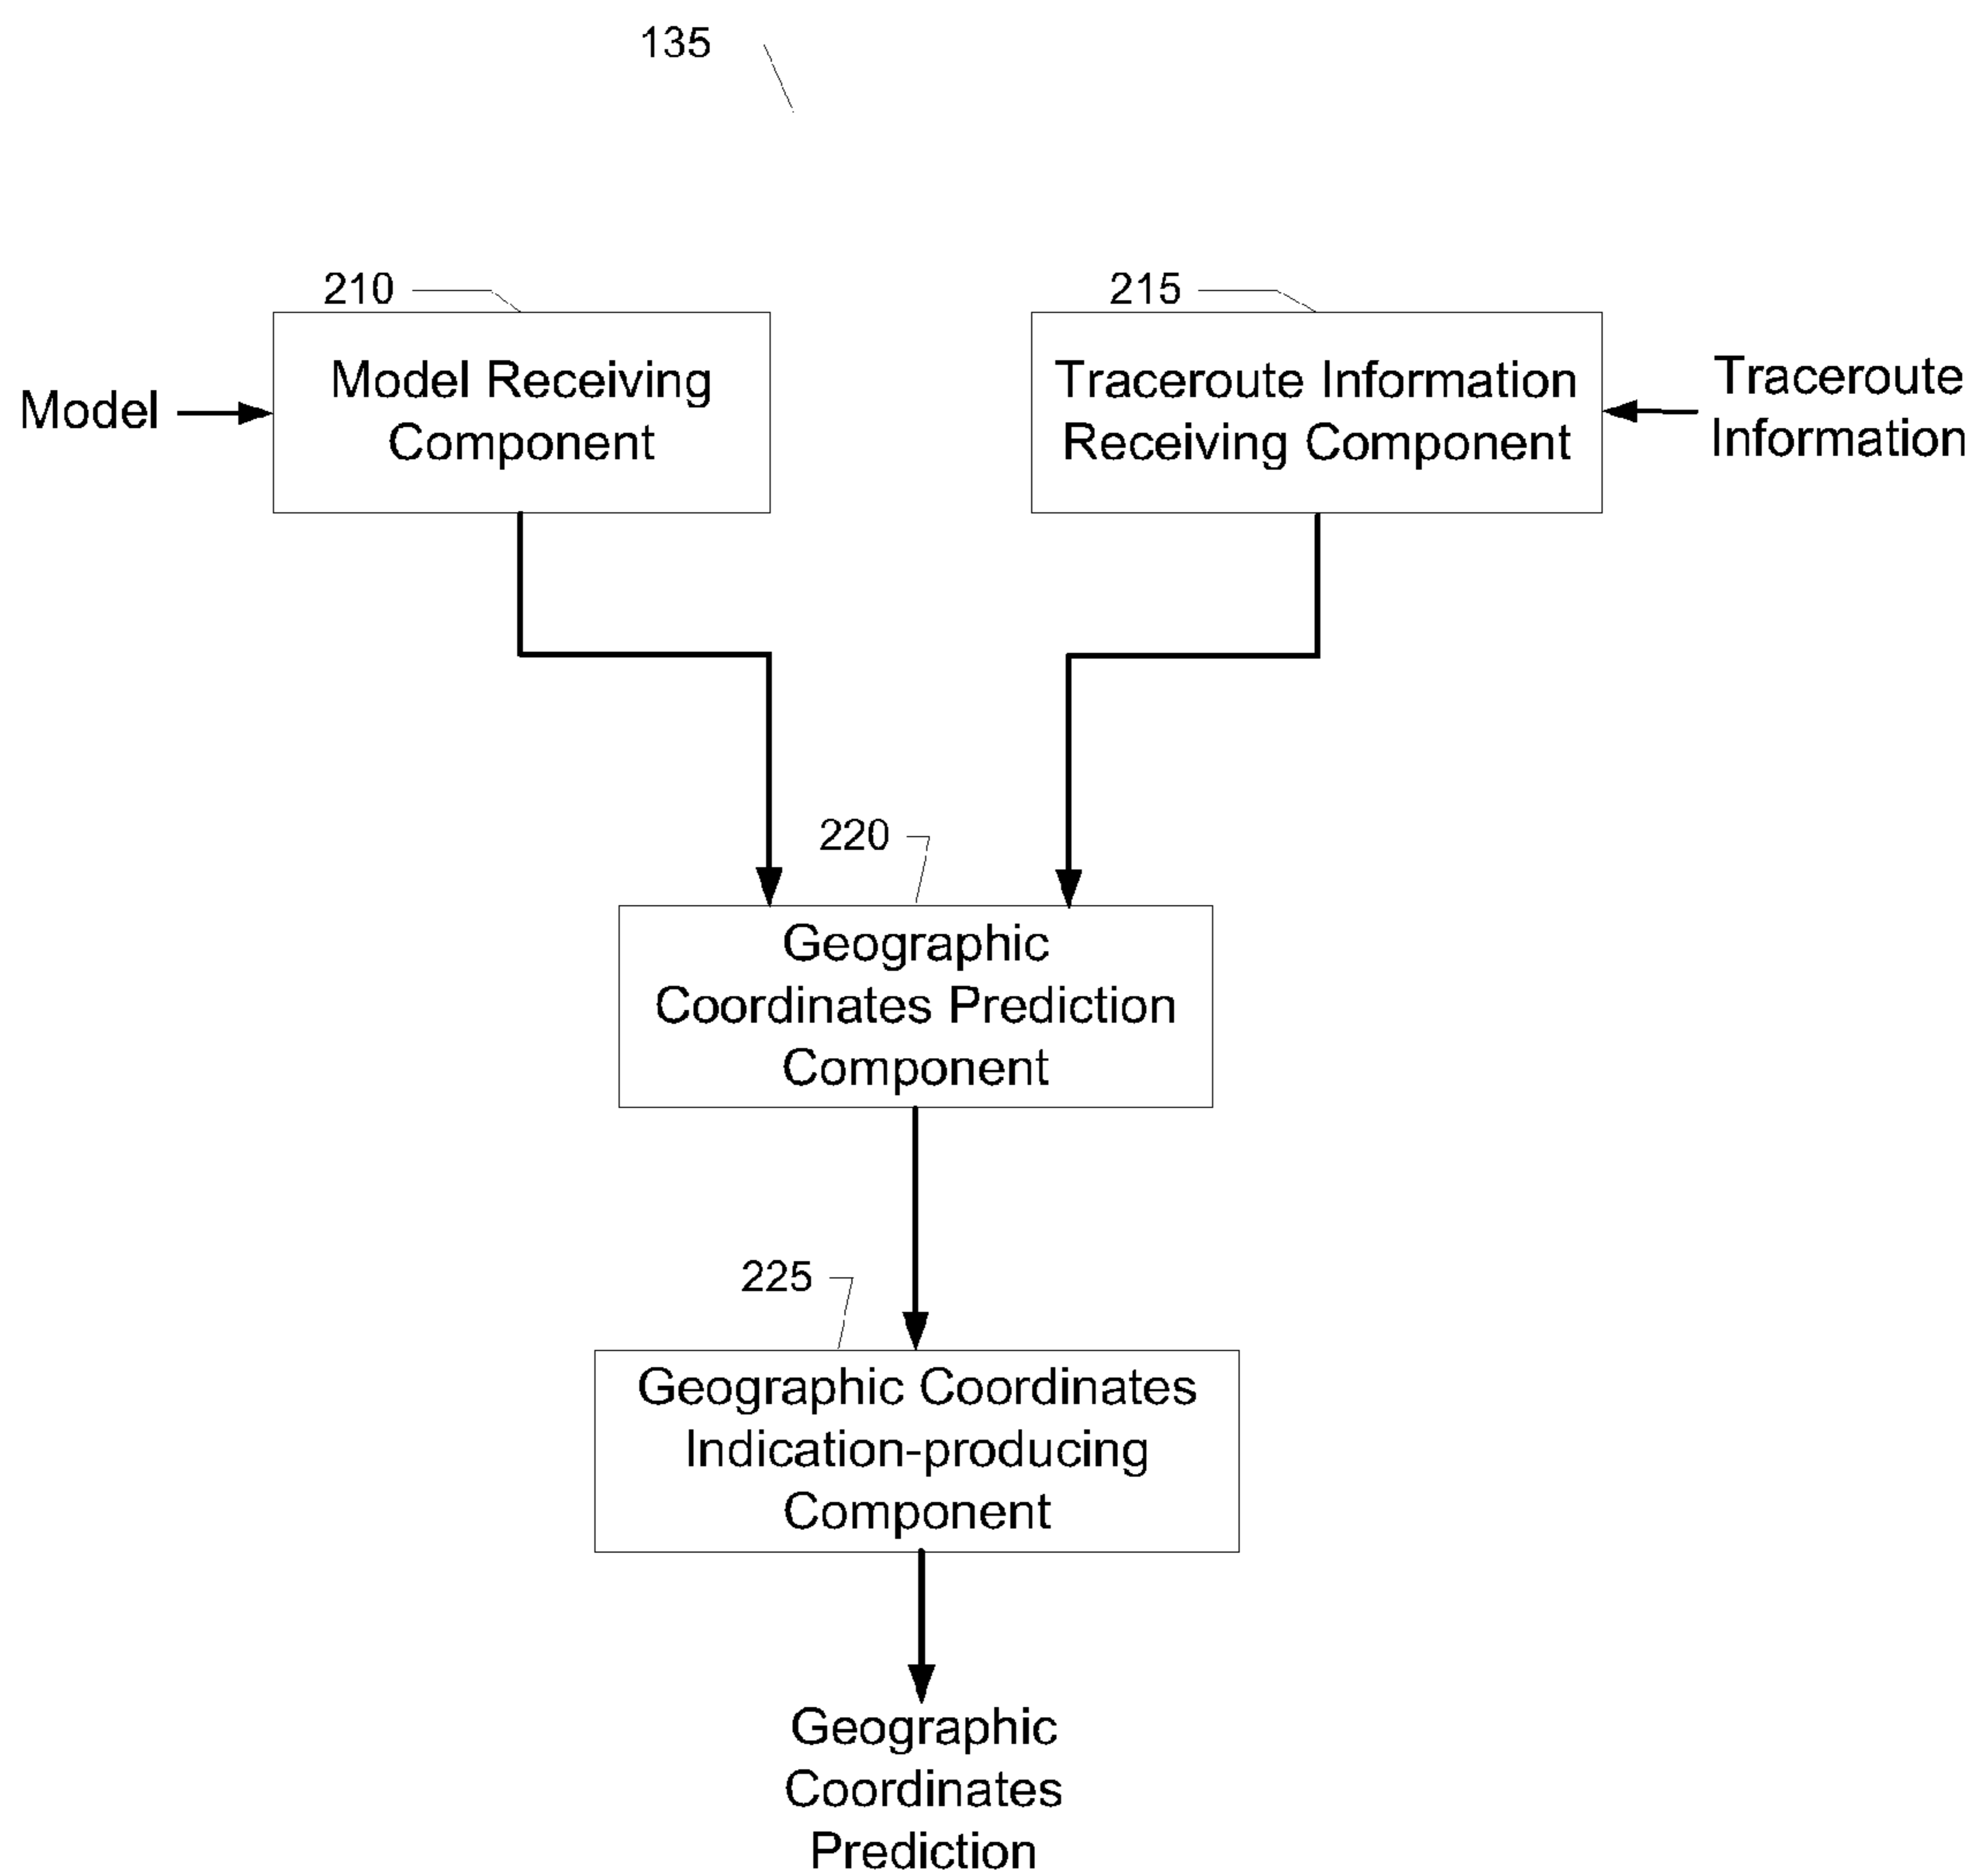 135
210
215
Model
Model Receiving
Component
Traceroute Information
Receiving Component
Traceroute
Information
220
Geographic
Coordinates Prediction
Component
225
Geographic Coordinates
Indication-producing
Component
Geographic
Coordinates
Prediction